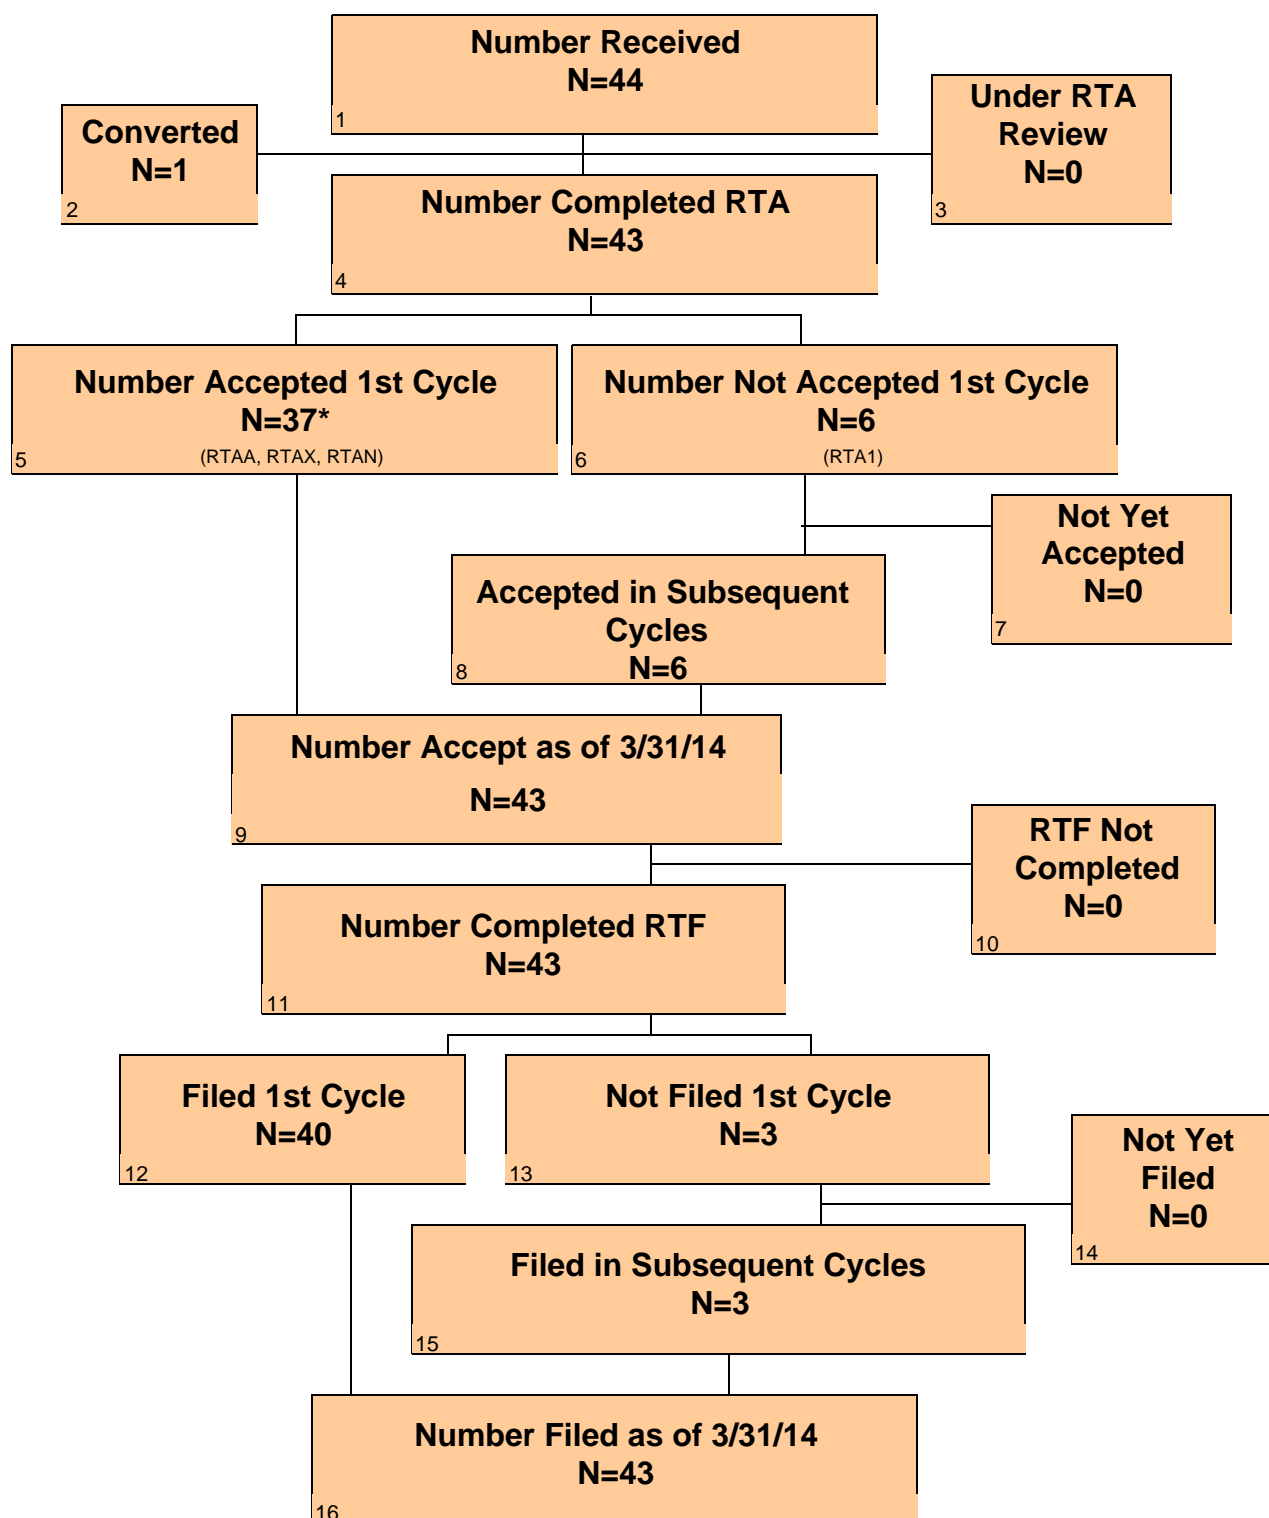 Number Received
N=44
1
Converted
N=1
2
Under RTA
Review
N=0
3
Number Completed RTA
N=43
4
Number Accepted 1st Cycle
N=37*
(RTAA, RTAX, RTAN)
5
Number Not Accepted 1st Cycle
N=6
(RTA1)
6
Not Yet
Accepted
N=0
7
Accepted in Subsequent
Cycles
N=6
8
Number Accept as of 3/31/14
N=43
9
RTF Not
Completed
N=0
10
Number Completed RTF
N=43
11
Filed 1st Cycle
N=40
12
Not Filed 1st Cycle
N=3
13
Not Yet
Filed
N=0
14
Filed in Subsequent Cycles
N=3
15
Number Filed as of 3/31/14
N=43
16